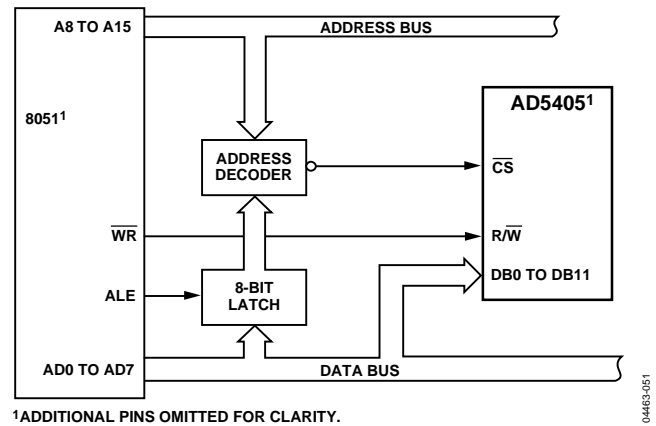 A8 TO A15
ADDRESS BUS
8051¹
AD5405¹
ADDRESS
DECODER
CS
WR
R/W
8-BIT
LATCH
DB0 TO DB11
ALE
AD0 TO AD7
DATA BUS
¹ADDITIONAL PINS OMITTED FOR CLARITY.
04463-051